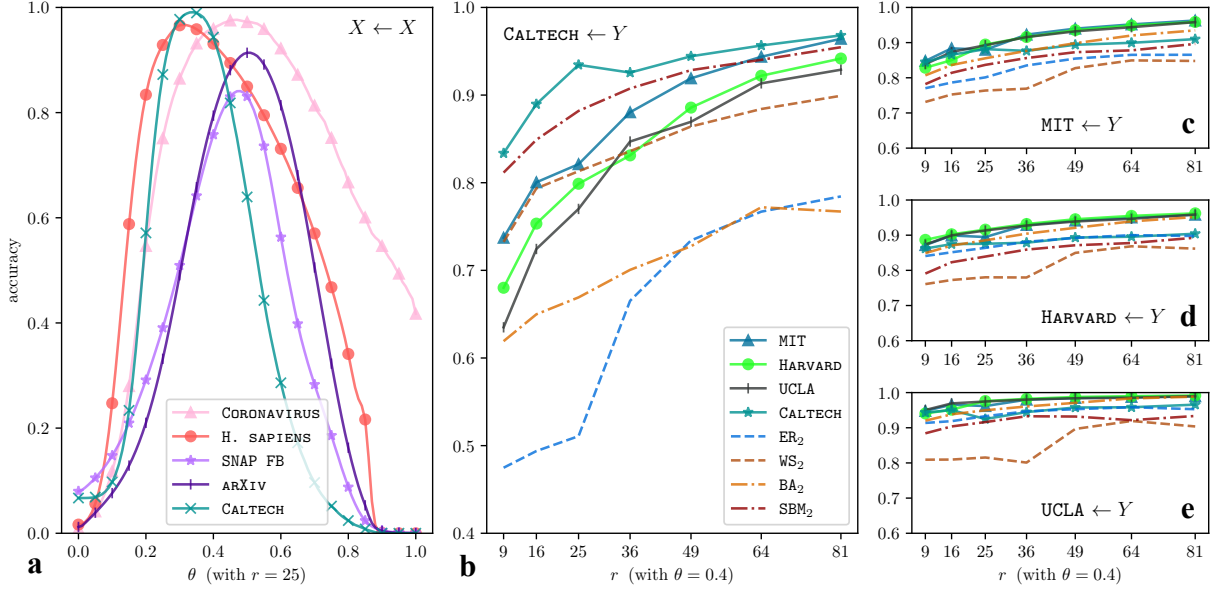 accuracy
1.0
0.8
0.6
0.4
0.2
0.0
X ← X
CORONAVIRUS
H. SAPIENS
SNAP FB
ARXIV
CALTECH
0.0 0.2 0.4 0.6 0.8 1.0
a
θ (with r = 25)
1.0
0.9
0.8
0.7
0.6
0.5
0.4
CALTECH ← Y
MIT
HARVARD
UCLA
CALTECH
ER₂
WS₂
BA₂
SBM₂
9 16 25 36 49 64 81
b
r (with θ = 0.4)
1.0
0.9
0.8
0.7
0.6
MIT ← Y
c
9 16 25 36 49 64 81
1.0
0.9
0.8
0.7
0.6
HARVARD ← Y
d
9 16 25 36 49 64 81
1.0
0.9
0.8
0.7
0.6
UCLA ← Y
e
9 16 25 36 49 64 81
r (with θ = 0.4)